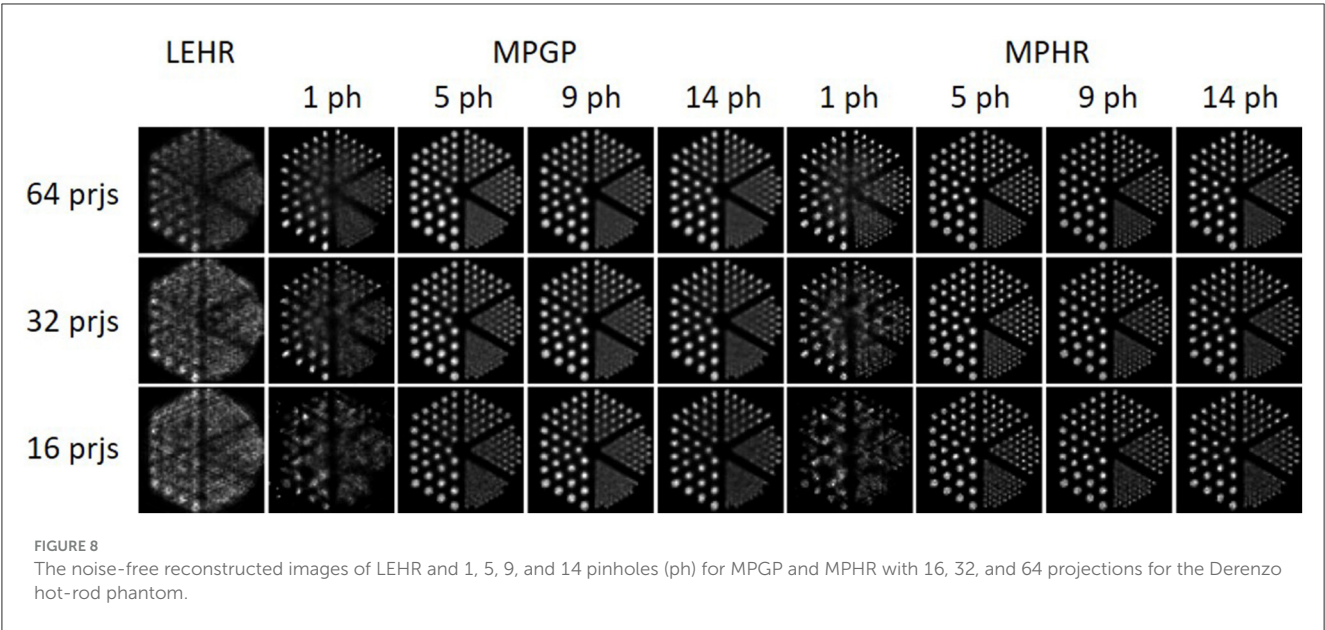 LEHR MPGP MPHR
1 ph 5 ph 9 ph 14 ph 1 ph 5 ph 9 ph 14 ph
64 prjs
32 prjs
16 prjs
FIGURE 8
The noise-free reconstructed images of LEHR and 1, 5, 9, and 14 pinholes (ph) for MPGP and MPHR with 16, 32, and 64 projections for the Derenzo
hot-rod phantom.